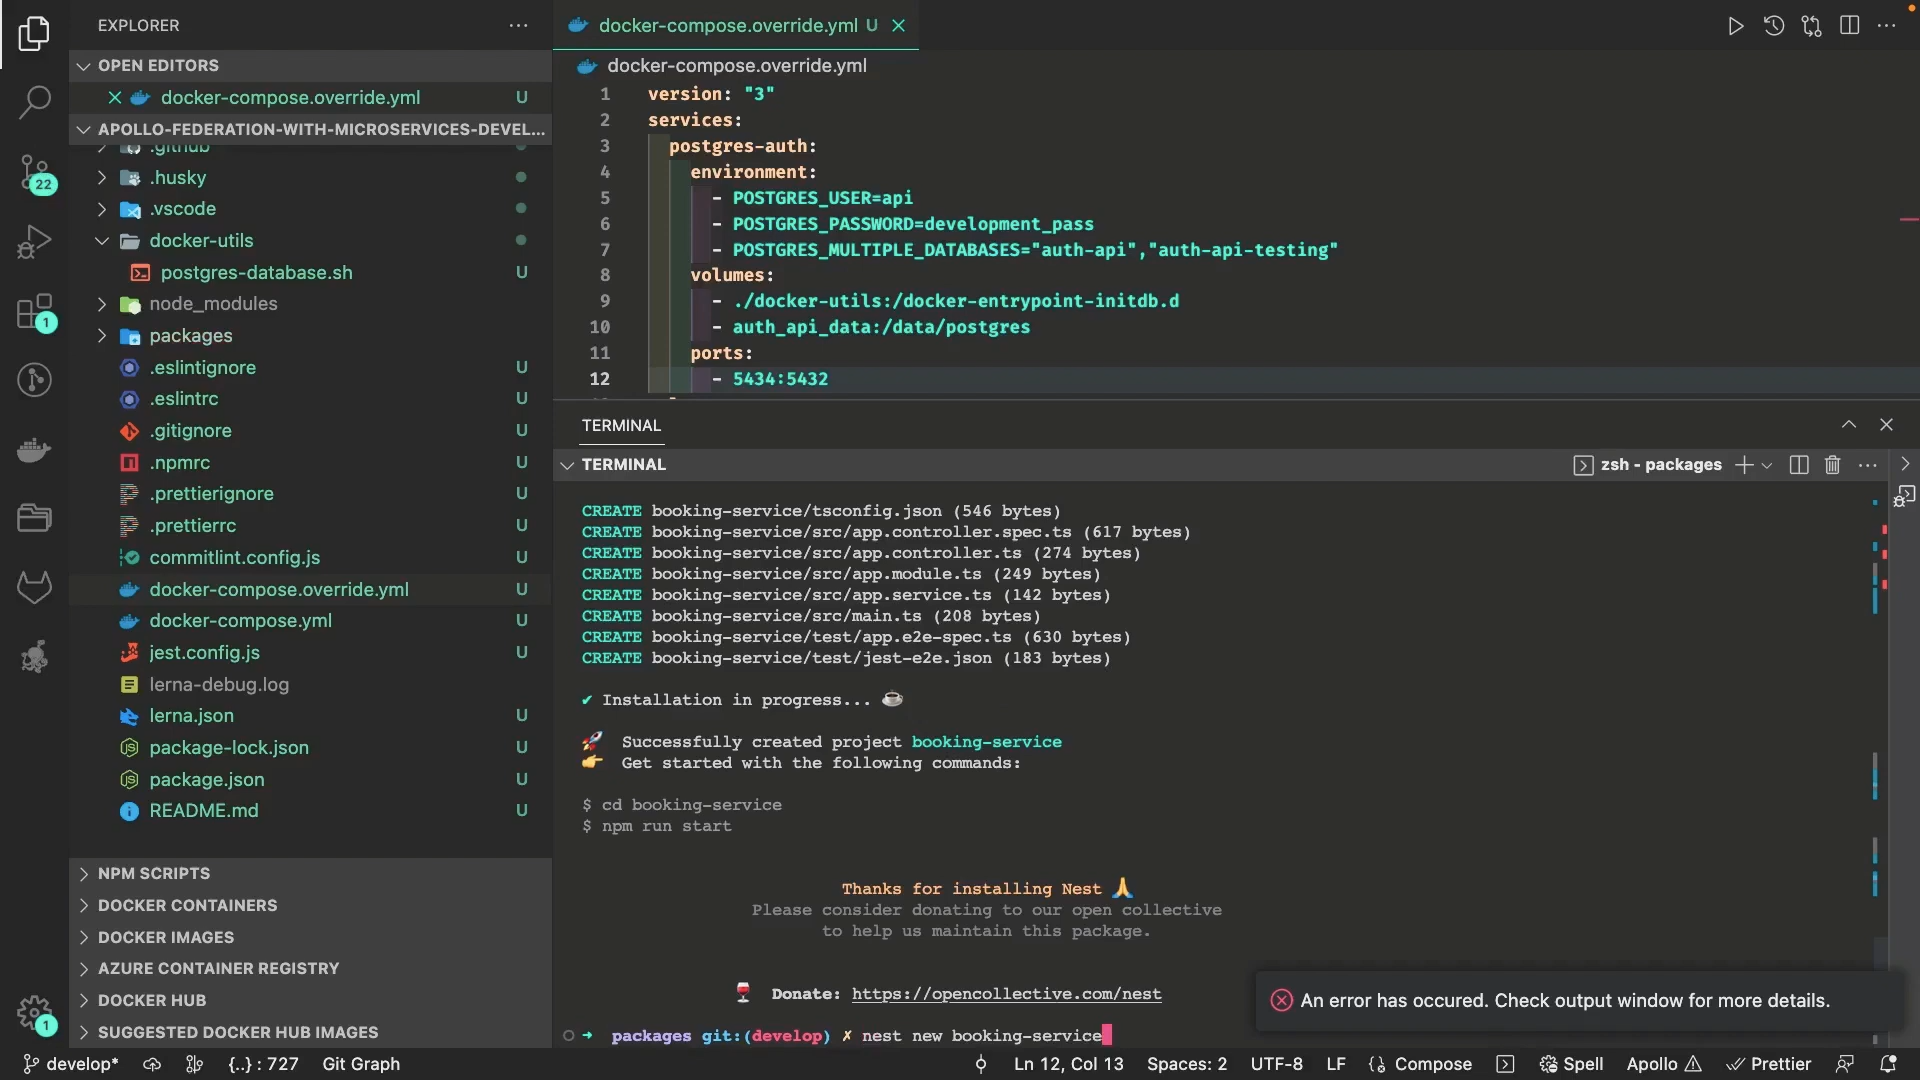 EXPLORER
OPEN EDITORS
docker-compose.override.yml U
APOLLO-FEDERATION-WITH-MICROSERVICES-DEVEL...
.github
.husky
.vscode
docker-utils
postgres-database.sh U
node_modules
packages
.eslintignore U
.eslintrc U
.gitignore U
.npmrc U
.prettierignore U
.prettierrc U
commitlint.config.js U
docker-compose.override.yml U
docker-compose.yml U
jest.config.js U
lerna-debug.log
lerna.json U
package-lock.json U
package.json U
README.md U
NPM SCRIPTS
DOCKER CONTAINERS
DOCKER IMAGES
AZURE CONTAINER REGISTRY
DOCKER HUB
SUGGESTED DOCKER HUB IMAGES
22
1
1
docker-compose.override.yml U
docker-compose.override.yml
1 version: "3"
2 services:
3 postgres-auth:
4 environment:
5 - POSTGRES_USER=api
6 - POSTGRES_PASSWORD=development_pass
7 - POSTGRES_MULTIPLE_DATABASES="auth-api","auth-api-testing"
8 volumes:
9 - ./docker-utils:/docker-entrypoint-initdb.d
10 - auth_api_data:/data/postgres
11 ports:
12 - 5434:5432
TERMINAL
TERMINAL
zsh - packages
CREATE booking-service/tsconfig.json (546 bytes)
CREATE booking-service/src/app.controller.spec.ts (617 bytes)
CREATE booking-service/src/app.controller.ts (274 bytes)
CREATE booking-service/src/app.module.ts (249 bytes)
CREATE booking-service/src/app.service.ts (142 bytes)
CREATE booking-service/src/main.ts (208 bytes)
CREATE booking-service/test/app.e2e-spec.ts (630 bytes)
CREATE booking-service/test/jest-e2e.json (183 bytes)
✔ Installation in progress... ☕
🚀 Successfully created project booking-service
👉 Get started with the following commands:
$ cd booking-service
$ npm run start
Thanks for installing Nest 🙏
Please consider donating to our open collective
to help us maintain this package.
🍷 Donate: https://opencollective.com/nest
➜ packages git:(develop) ✗ nest new booking-service
An error has occured. Check output window for more details.
develop*
{..} : 727
Git Graph
Ln 12, Col 13
Spaces: 2
UTF-8
LF
Compose
Spell
Apollo
Prettier